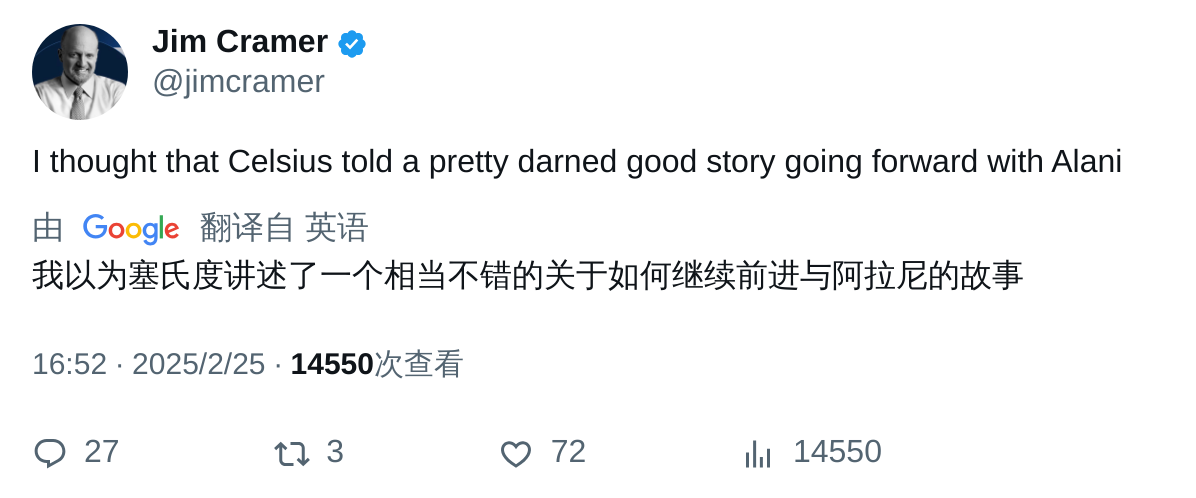 Jim Cramer
@jimcramer
I thought that Celsius told a pretty darned good story going forward with Alani
由 Google 翻译自 英语
我以为塞氏度讲述了一个相当不错的关于如何继续前进与阿拉尼的故事
16:52 · 2025/2/25 · 14550次查看
27 3 72 14550